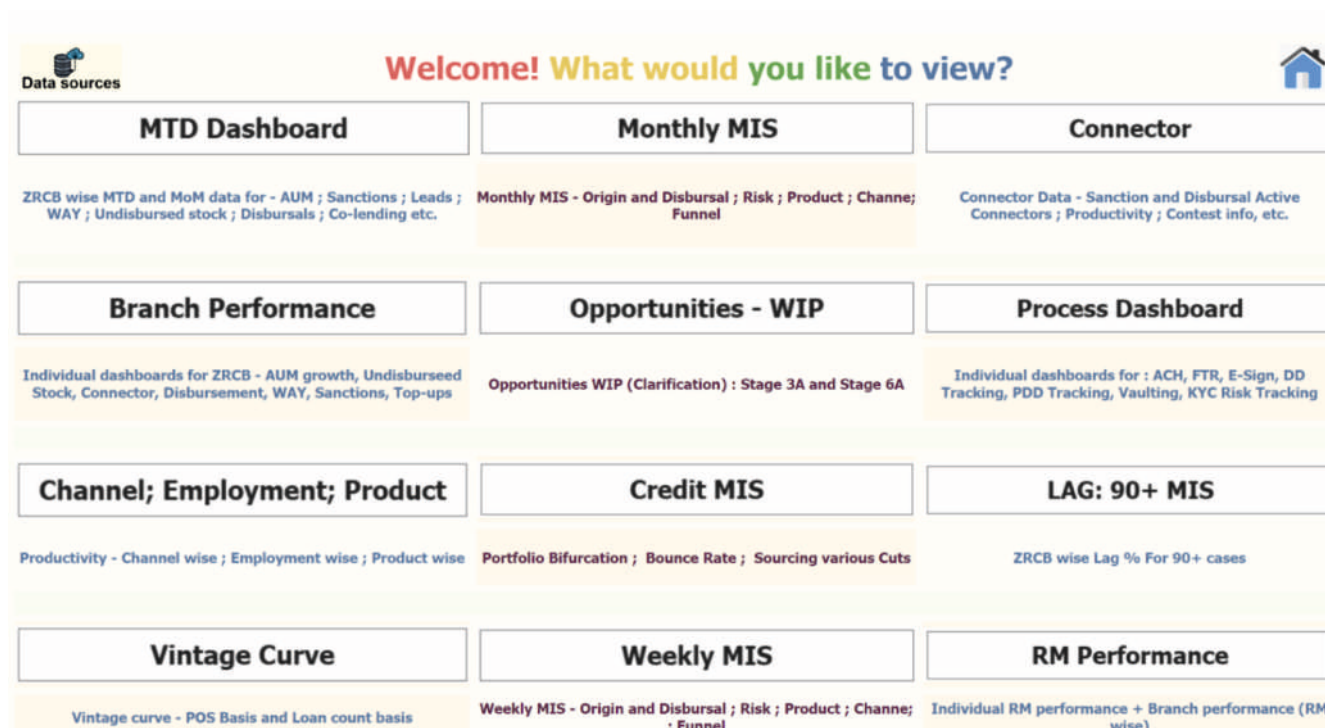 Data sources
Welcome! What would you like to view?
MTD Dashboard
Monthly MIS
Connector
ZRCB wise MTD and MoM data for - AUM ; Sanctions ; Leads ;
WAY ; Undisbursed stock ; Disbursals ; Co-lending etc.
Monthly MIS - Origin and Disbursal ; Risk ; Product ; Channe;
Funnel
Connector Data - Sanction and Disbursal Active
Connectors ; Productivity ; Contest info, etc.
Branch Performance
Opportunities - WIP
Process Dashboard
Individual dashboards for ZRCB - AUM growth, Undisburseed
Stock, Connector, Disbursement, WAY, Sanctions, Top-ups
Opportunities WIP (Clarification) : Stage 3A and Stage 6A
Individual dashboards for : ACH, FTR, E-Sign, DD
Tracking, PDD Tracking, Vaulting, KYC Risk Tracking
Channel; Employment; Product
Credit MIS
LAG: 90+ MIS
Productivity - Channel wise ; Employment wise ; Product wise
Portfolio Bifurcation ; Bounce Rate ; Sourcing various Cuts
ZRCB wise Lag % For 90+ cases
Vintage Curve
Weekly MIS
RM Performance
Vintage curve - POS Basis and Loan count basis
Weekly MIS - Origin and Disbursal ; Risk ; Product ; Channe;
; Funnel
Individual RM performance + Branch performance (RM
wise)